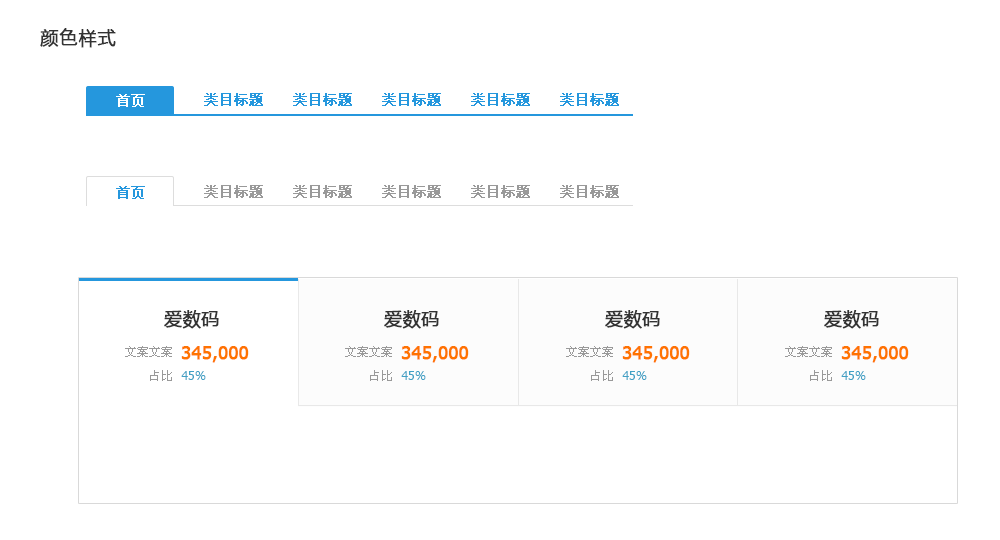 颜色样式
首页 类目标题 类目标题 类目标题 类目标题 类目标题
首页 类目标题 类目标题 类目标题 类目标题 类目标题
爱数码 爱数码 爱数码 爱数码
文案文案 345,000 文案文案 345,000 文案文案 345,000 文案文案 345,000
占比 45% 占比 45% 占比 45% 占比 45%